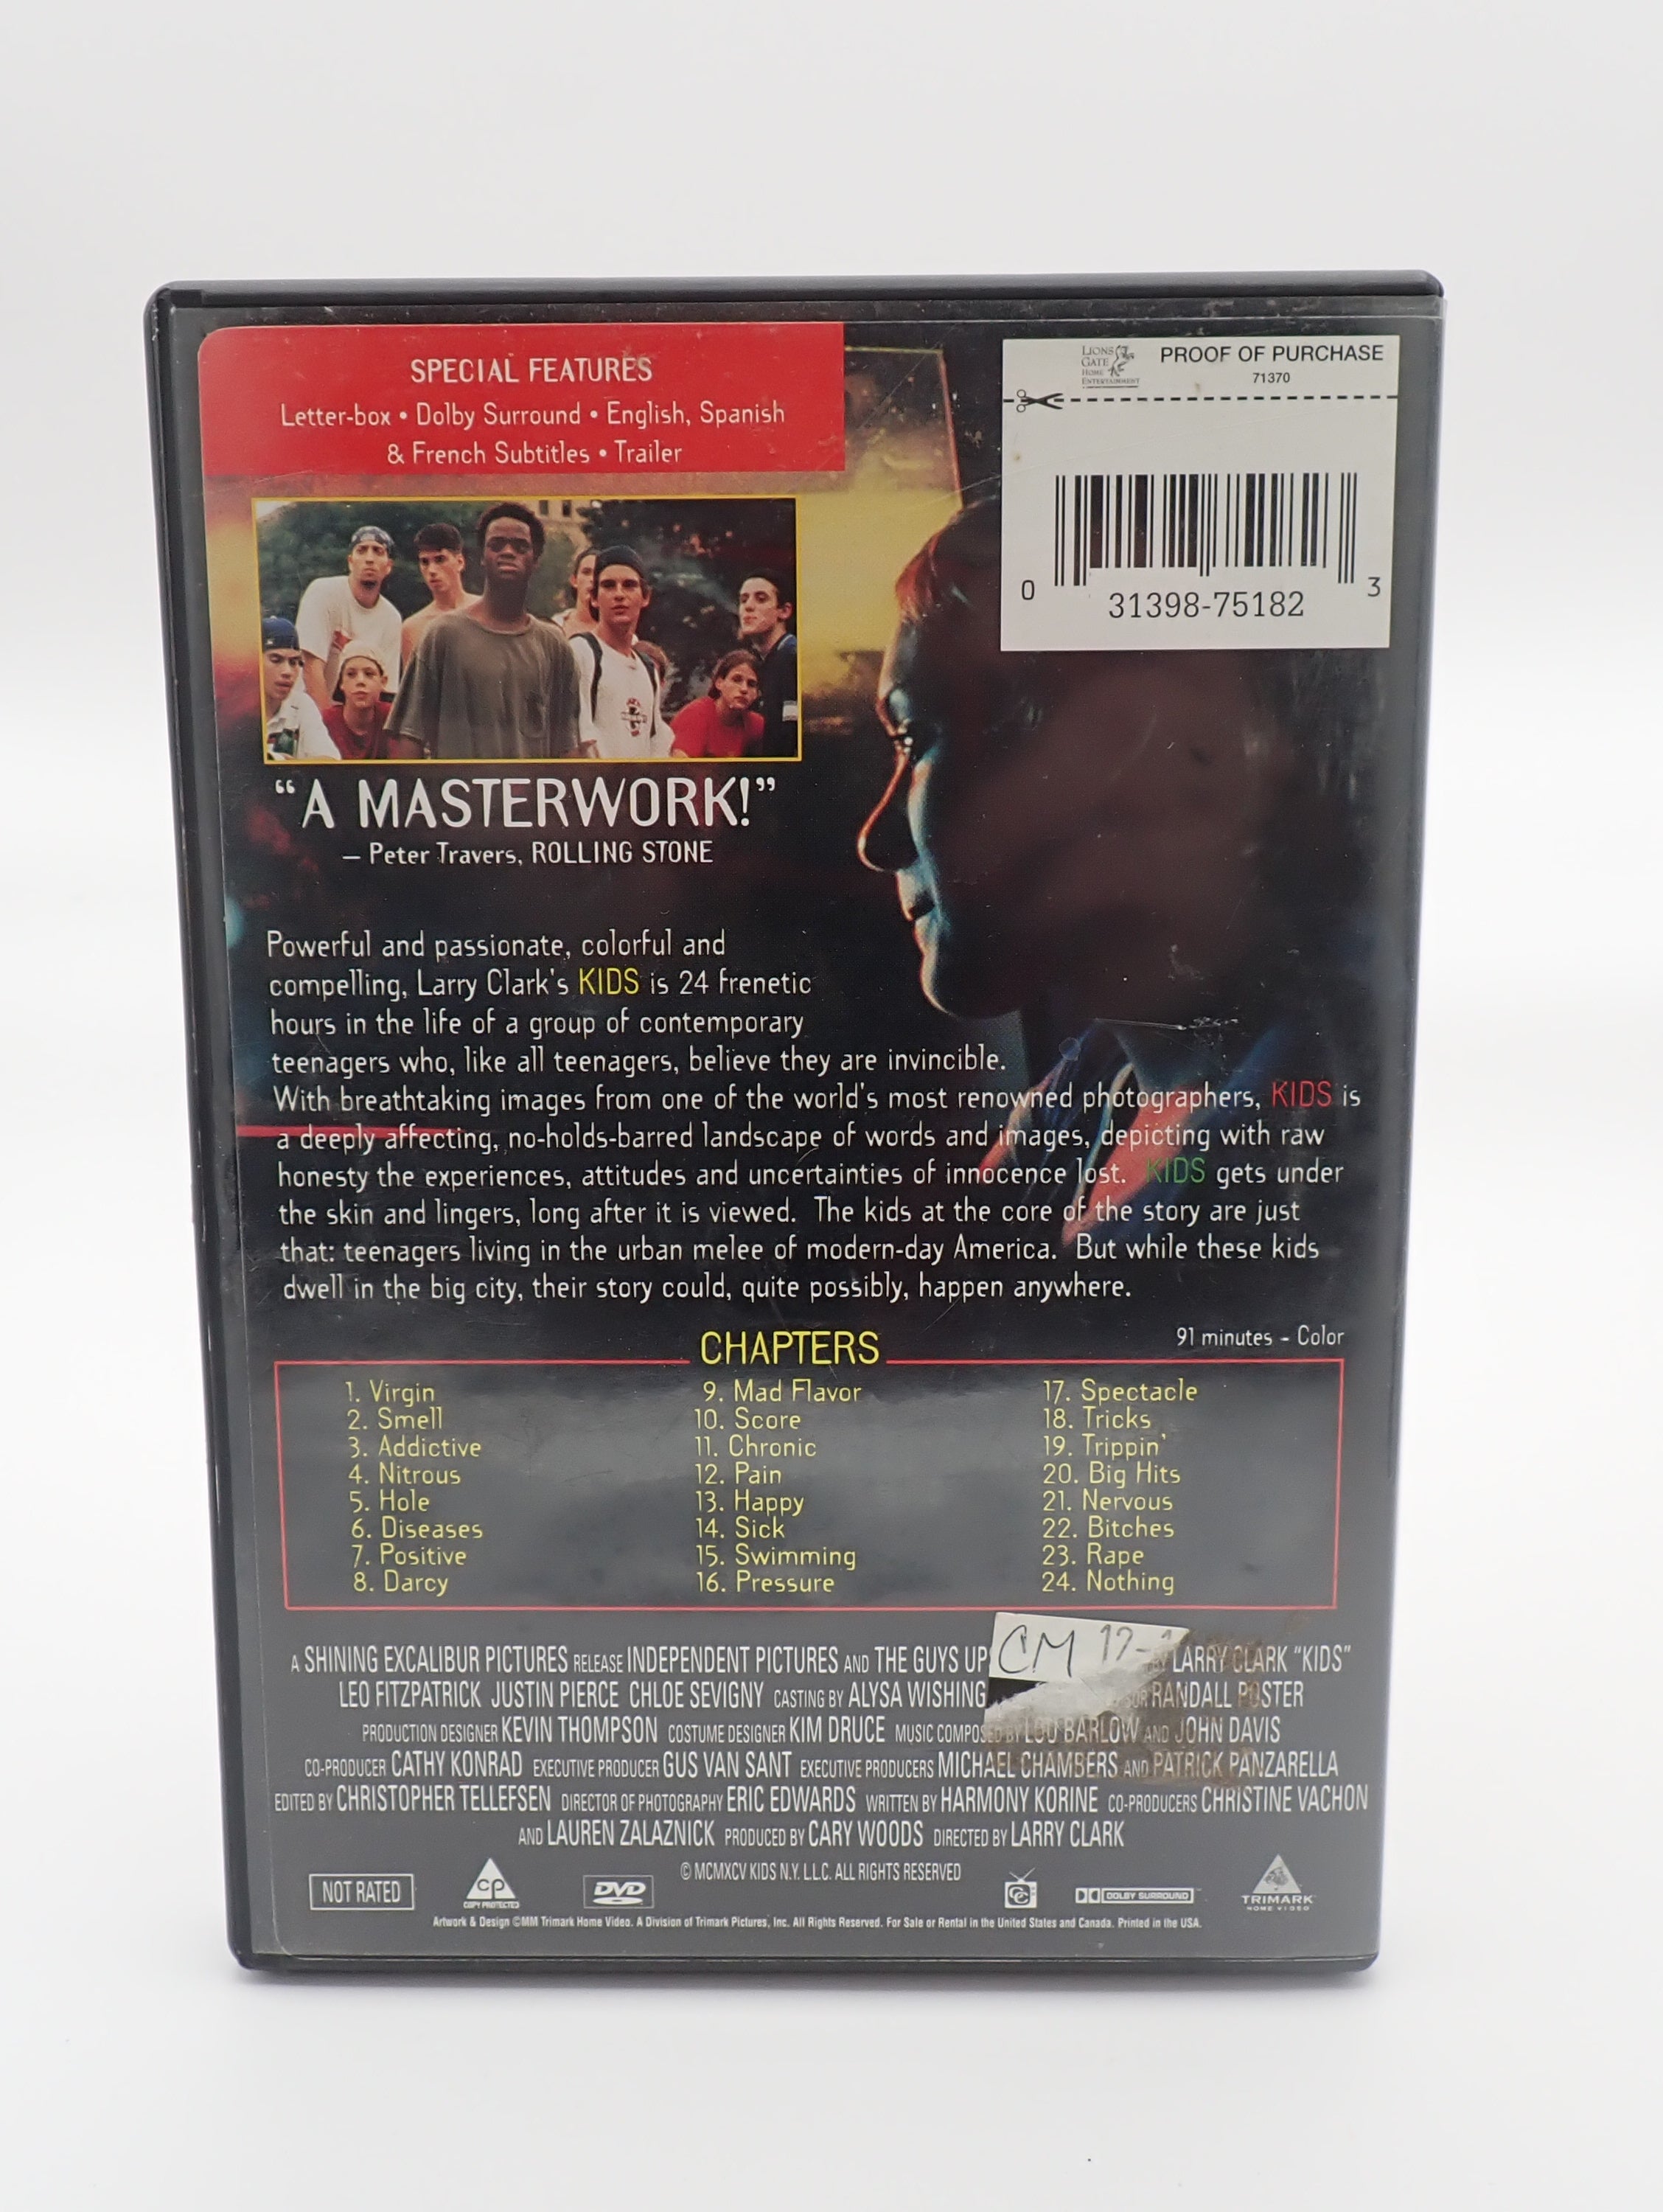 SPECIAL FEATURES
Letter-box • Dolby Surround • English, Spanish
& French Subtitles • Trailer
LIONS
GATE
HOME
ENTERTAINMENT
PROOF OF PURCHASE
71370
0 31398-75182 3
“A MASTERWORK!”
– Peter Travers, ROLLING STONE
Powerful and passionate, colorful and
compelling, Larry Clark's KIDS is 24 frenetic
hours in the life of a group of contemporary
teenagers who, like all teenagers, believe they are invincible.
With breathtaking images from one of the world's most renowned photographers, KIDS is
a deeply affecting, no-holds-barred landscape of words and images, depicting with raw
honesty the experiences, attitudes and uncertainties of innocence lost. KIDS gets under
the skin and lingers, long after it is viewed. The kids at the core of the story are just
that: teenagers living in the urban melee of modern-day America. But while these kids
dwell in the big city, their story could, quite possibly, happen anywhere.
91 minutes - Color
CHAPTERS
1. Virgin
2. Smell
3. Addictive
4. Nitrous
5. Hole
6. Diseases
7. Positive
8. Darcy
9. Mad Flavor
10. Score
11. Chronic
12. Pain
13. Happy
14. Sick
15. Swimming
16. Pressure
17. Spectacle
18. Tricks
19. Trippin'
20. Big Hits
21. Nervous
22. Bitches
23. Rape
24. Nothing
CM 12-
A SHINING EXCALIBUR PICTURES RELEASE INDEPENDENT PICTURES AND THE GUYS UP LARRY CLARK “KIDS”
LEO FITZPATRICK JUSTIN PIERCE CHLOE SEVIGNY CASTING BY ALYSA WISHING RANDALL POSTER
PRODUCTION DESIGNER KEVIN THOMPSON COSTUME DESIGNER KIM DRUCE MUSIC COMPOSED BY LOU BARLOW AND JOHN DAVIS
CO-PRODUCER CATHY KONRAD EXECUTIVE PRODUCER GUS VAN SANT EXECUTIVE PRODUCERS MICHAEL CHAMBERS AND PATRICK PANZARELLA
EDITED BY CHRISTOPHER TELLEFSEN DIRECTOR OF PHOTOGRAPHY ERIC EDWARDS WRITTEN BY HARMONY KORINE CO-PRODUCERS CHRISTINE VACHON
AND LAUREN ZALAZNICK PRODUCED BY CARY WOODS DIRECTED BY LARRY CLARK
© MCMXCV KIDS N.Y. L.L.C. ALL RIGHTS RESERVED
NOT RATED
CP
COPY PROTECTED
DVD
CC
DOLBY SURROUND
TRIMARK
HOME VIDEO
Artwork & Design ©MM Trimark Home Video. A Division of Trimark Pictures, Inc. All Rights Reserved. For Sale or Rental in the United States and Canada. Printed in the USA.